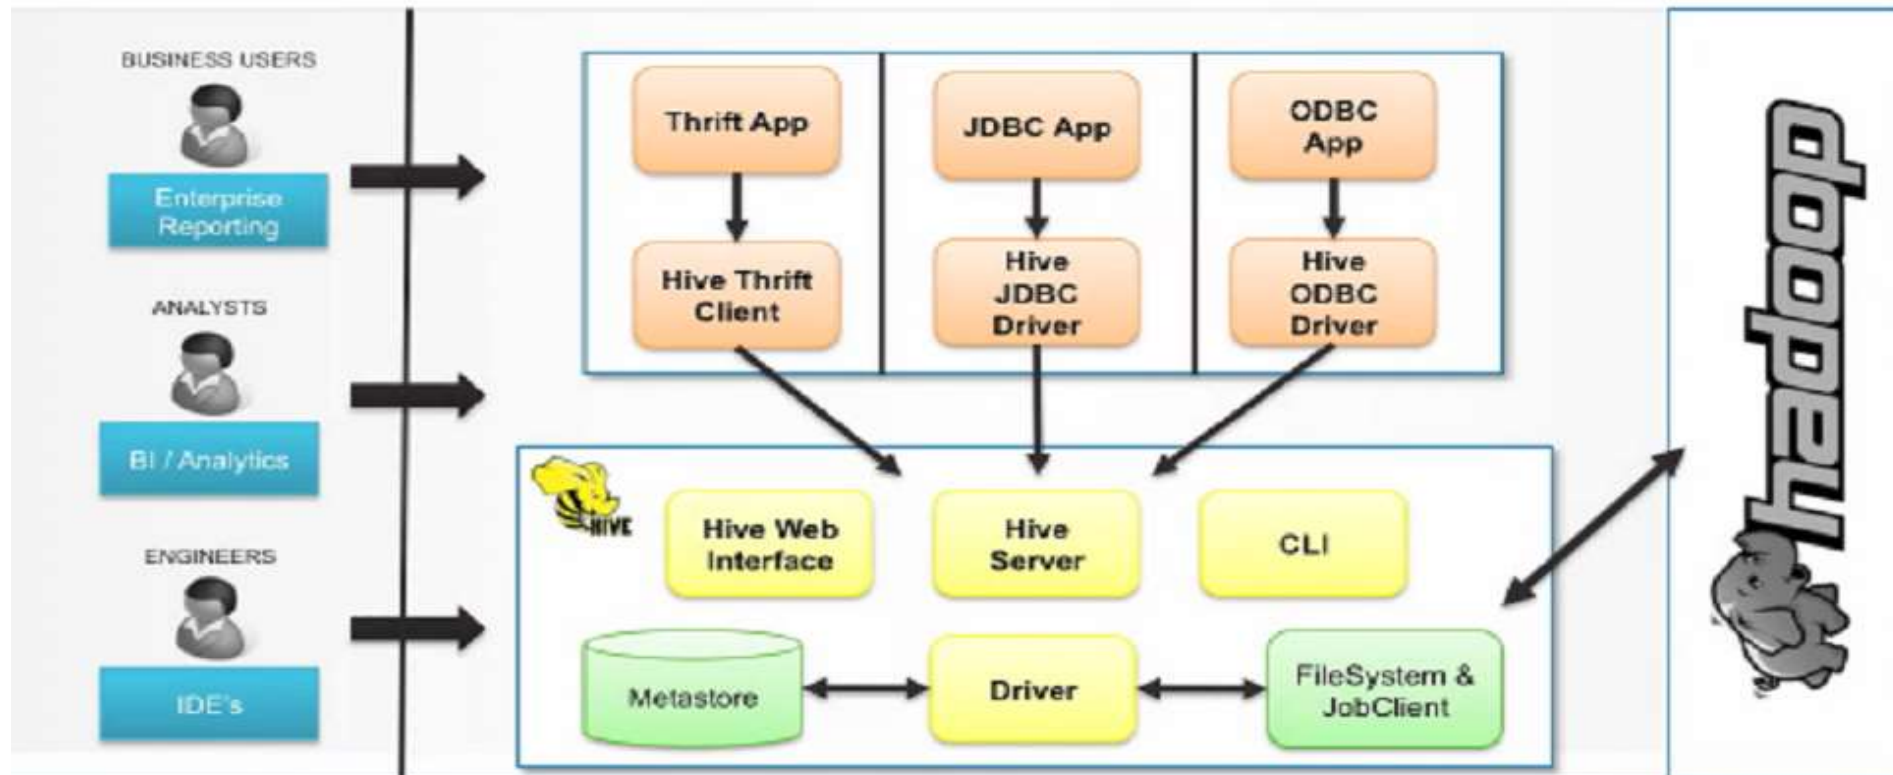 BUSINESS USERS
Enterprise
Reporting
ANALYSTS
BI / Analytics
ENGINEERS
IDE's
Thrift App
JDBC App
ODBC
App
Hive Thrift
Client
Hive
JDBC
Driver
Hive
ODBC
Driver
HIVE
Hive Web
Interface
Hive
Server
CLI
Metastore
Driver
FileSystem &
JobClient
hadoop